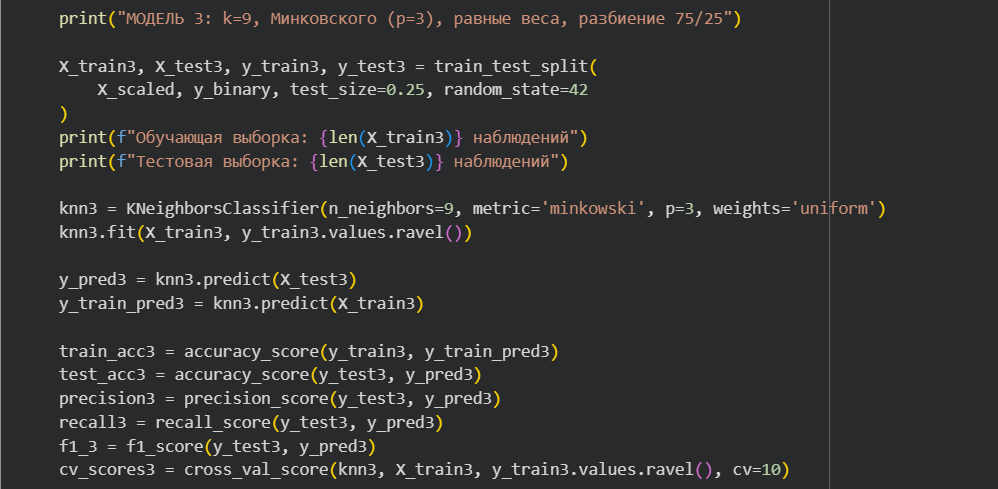 print("МОДЕЛЬ 3: k=9, Минковского (p=3), равные веса, разбиение 75/25")
X_train3, X_test3, y_train3, y_test3 = train_test_split(
X_scaled, y_binary, test_size=0.25, random_state=42
)
print(f"Обучающая выборка: {len(X_train3)} наблюдений")
print(f"Тестовая выборка: {len(X_test3)} наблюдений")
knn3 = KNeighborsClassifier(n_neighbors=9, metric='minkowski', p=3, weights='uniform')
knn3.fit(X_train3, y_train3.values.ravel())
y_pred3 = knn3.predict(X_test3)
y_train_pred3 = knn3.predict(X_train3)
train_acc3 = accuracy_score(y_train3, y_train_pred3)
test_acc3 = accuracy_score(y_test3, y_pred3)
precision3 = precision_score(y_test3, y_pred3)
recall3 = recall_score(y_test3, y_pred3)
f1_3 = f1_score(y_test3, y_pred3)
cv_scores3 = cross_val_score(knn3, X_train3, y_train3.values.ravel(), cv=10)